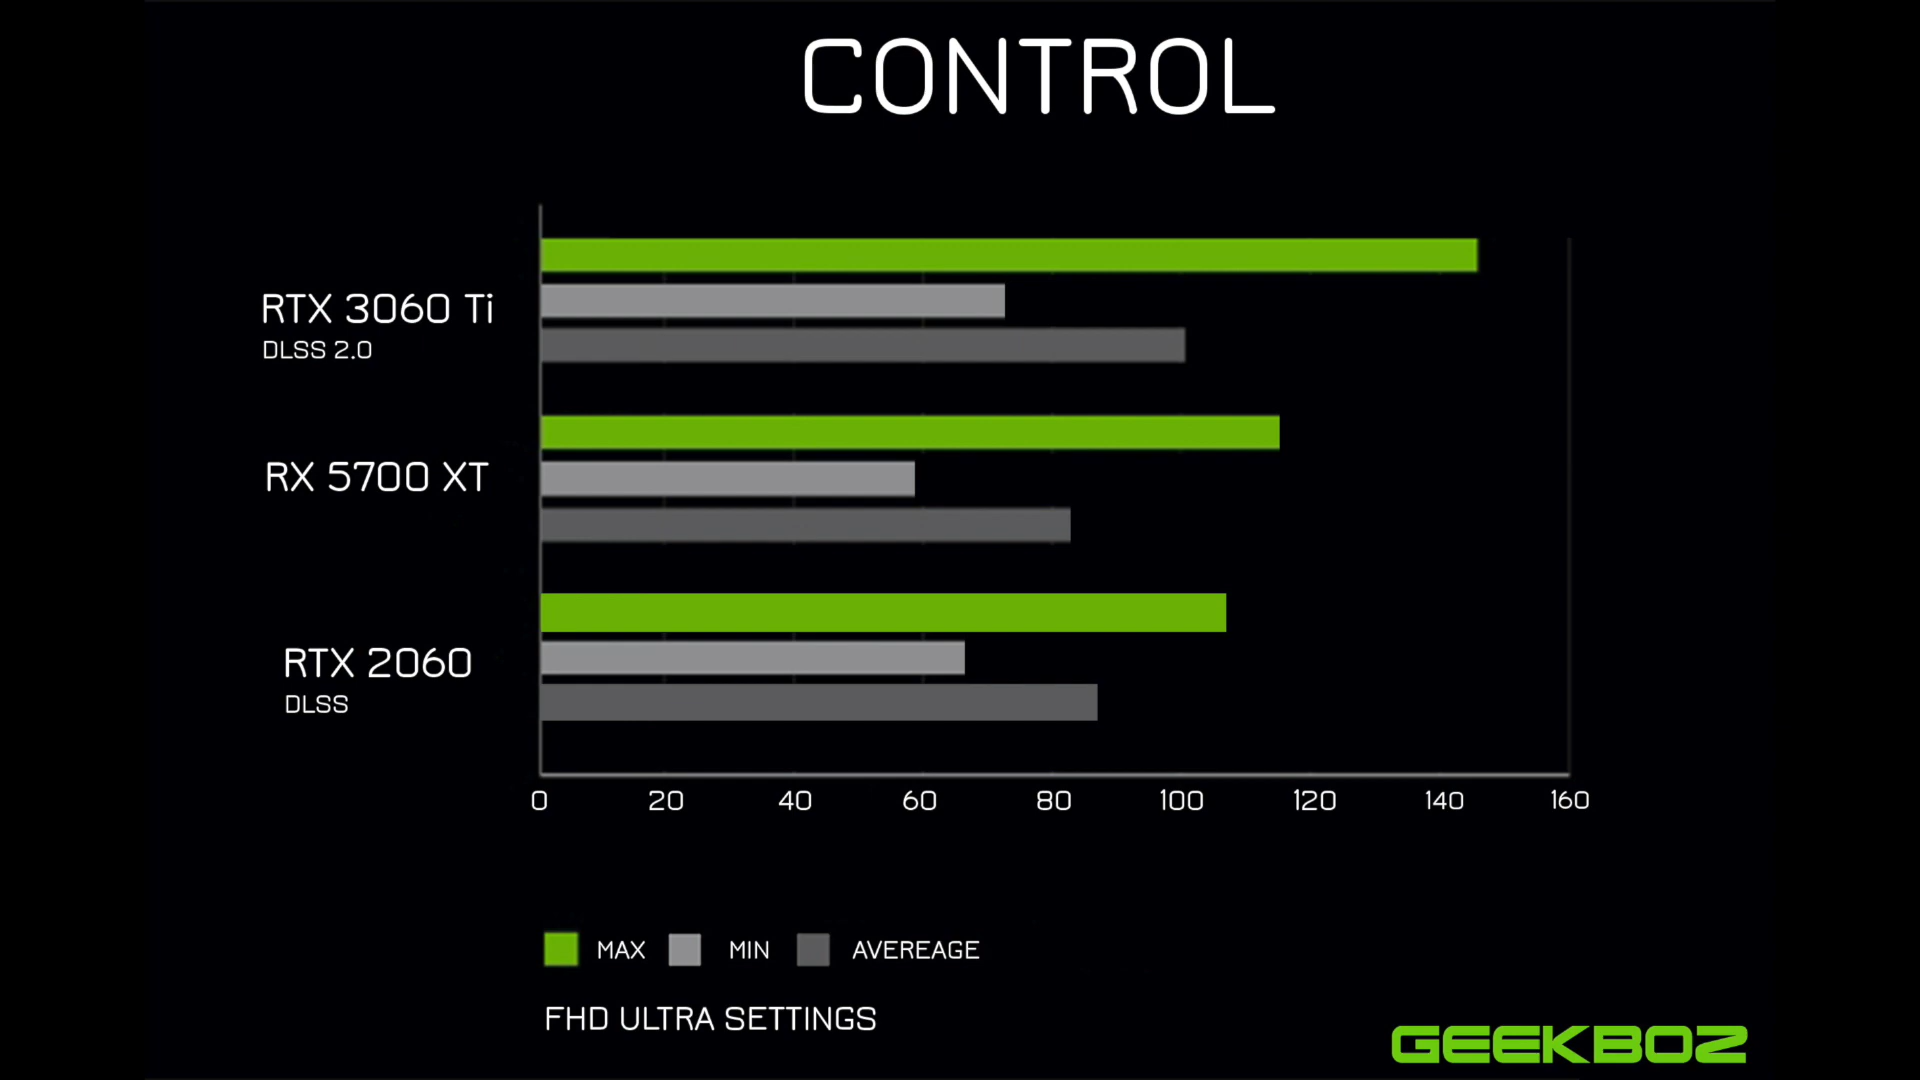 CONTROL
RTX 3060 Ti
DLSS 2.0
RX 5700 XT
RTX 2060
DLSS
0 20 40 60 80 100 120 140 160
MAX MIN AVEREAGE
FHD ULTRA SETTINGS
GEEKBOZ